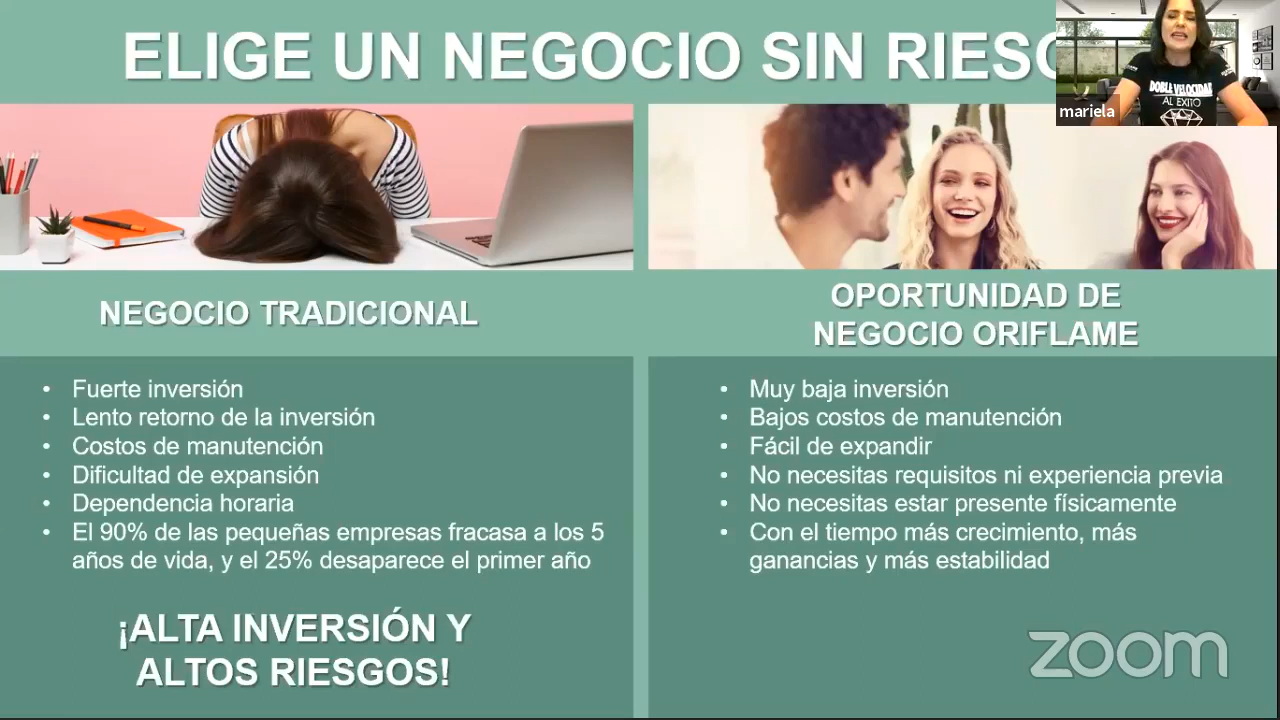 ELIGE UN NEGOCIO SIN
mariela
DOBLE VELOCIDAD
AL EXITO
NEGOCIO TRADICIONAL
• Fuerte inversión
• Lento retorno de la inversión
• Costos de manutención
• Dificultad de expansión
• Dependencia horaria
• El 90% de las pequeñas empresas fracasa a los 5
años de vida, y el 25% desaparece el primer año
¡ALTA INVERSIÓN Y
ALTOS RIESGOS!
OPORTUNIDAD DE
NEGOCIO ORIFLAME
• Muy baja inversión
• Bajos costos de manutención
• Fácil de expandir
• No necesitas requisitos ni experiencia previa
• No necesitas estar presente físicamente
• Con el tiempo más crecimiento, más
ganancias y más estabilidad
zoom